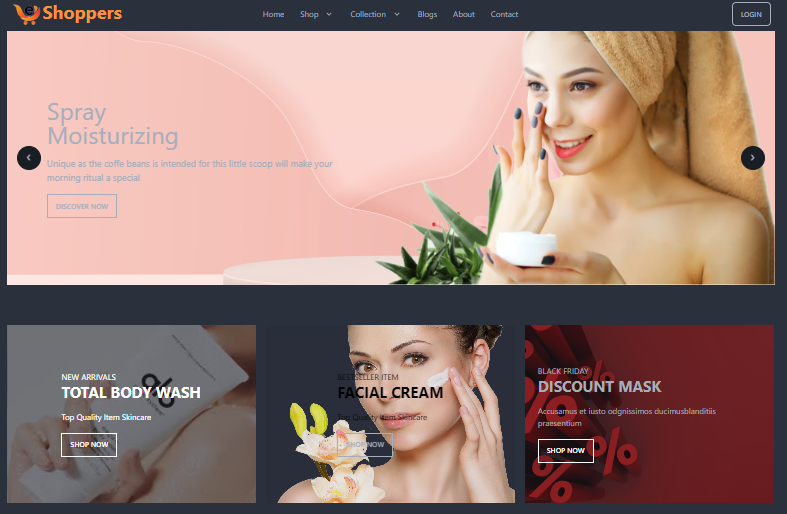 eShoppers
Home Shop Collection Blogs About Contact
LOGIN
Spray
Moisturizing
Unique as the coffe beans is intended for this little scoop will make your
morning ritual a special
DISCOVER NOW
NEW ARRIVALS
TOTAL BODY WASH
Top Quality Item Skincare
SHOP NOW
BESTSELLER ITEM
FACIAL CREAM
Top Quality Item Skincare
SHOP NOW
BLACK FRIDAY
DISCOUNT MASK
Accusamus et iusto odgnissimos ducimusblanditiis
praesentium
SHOP NOW